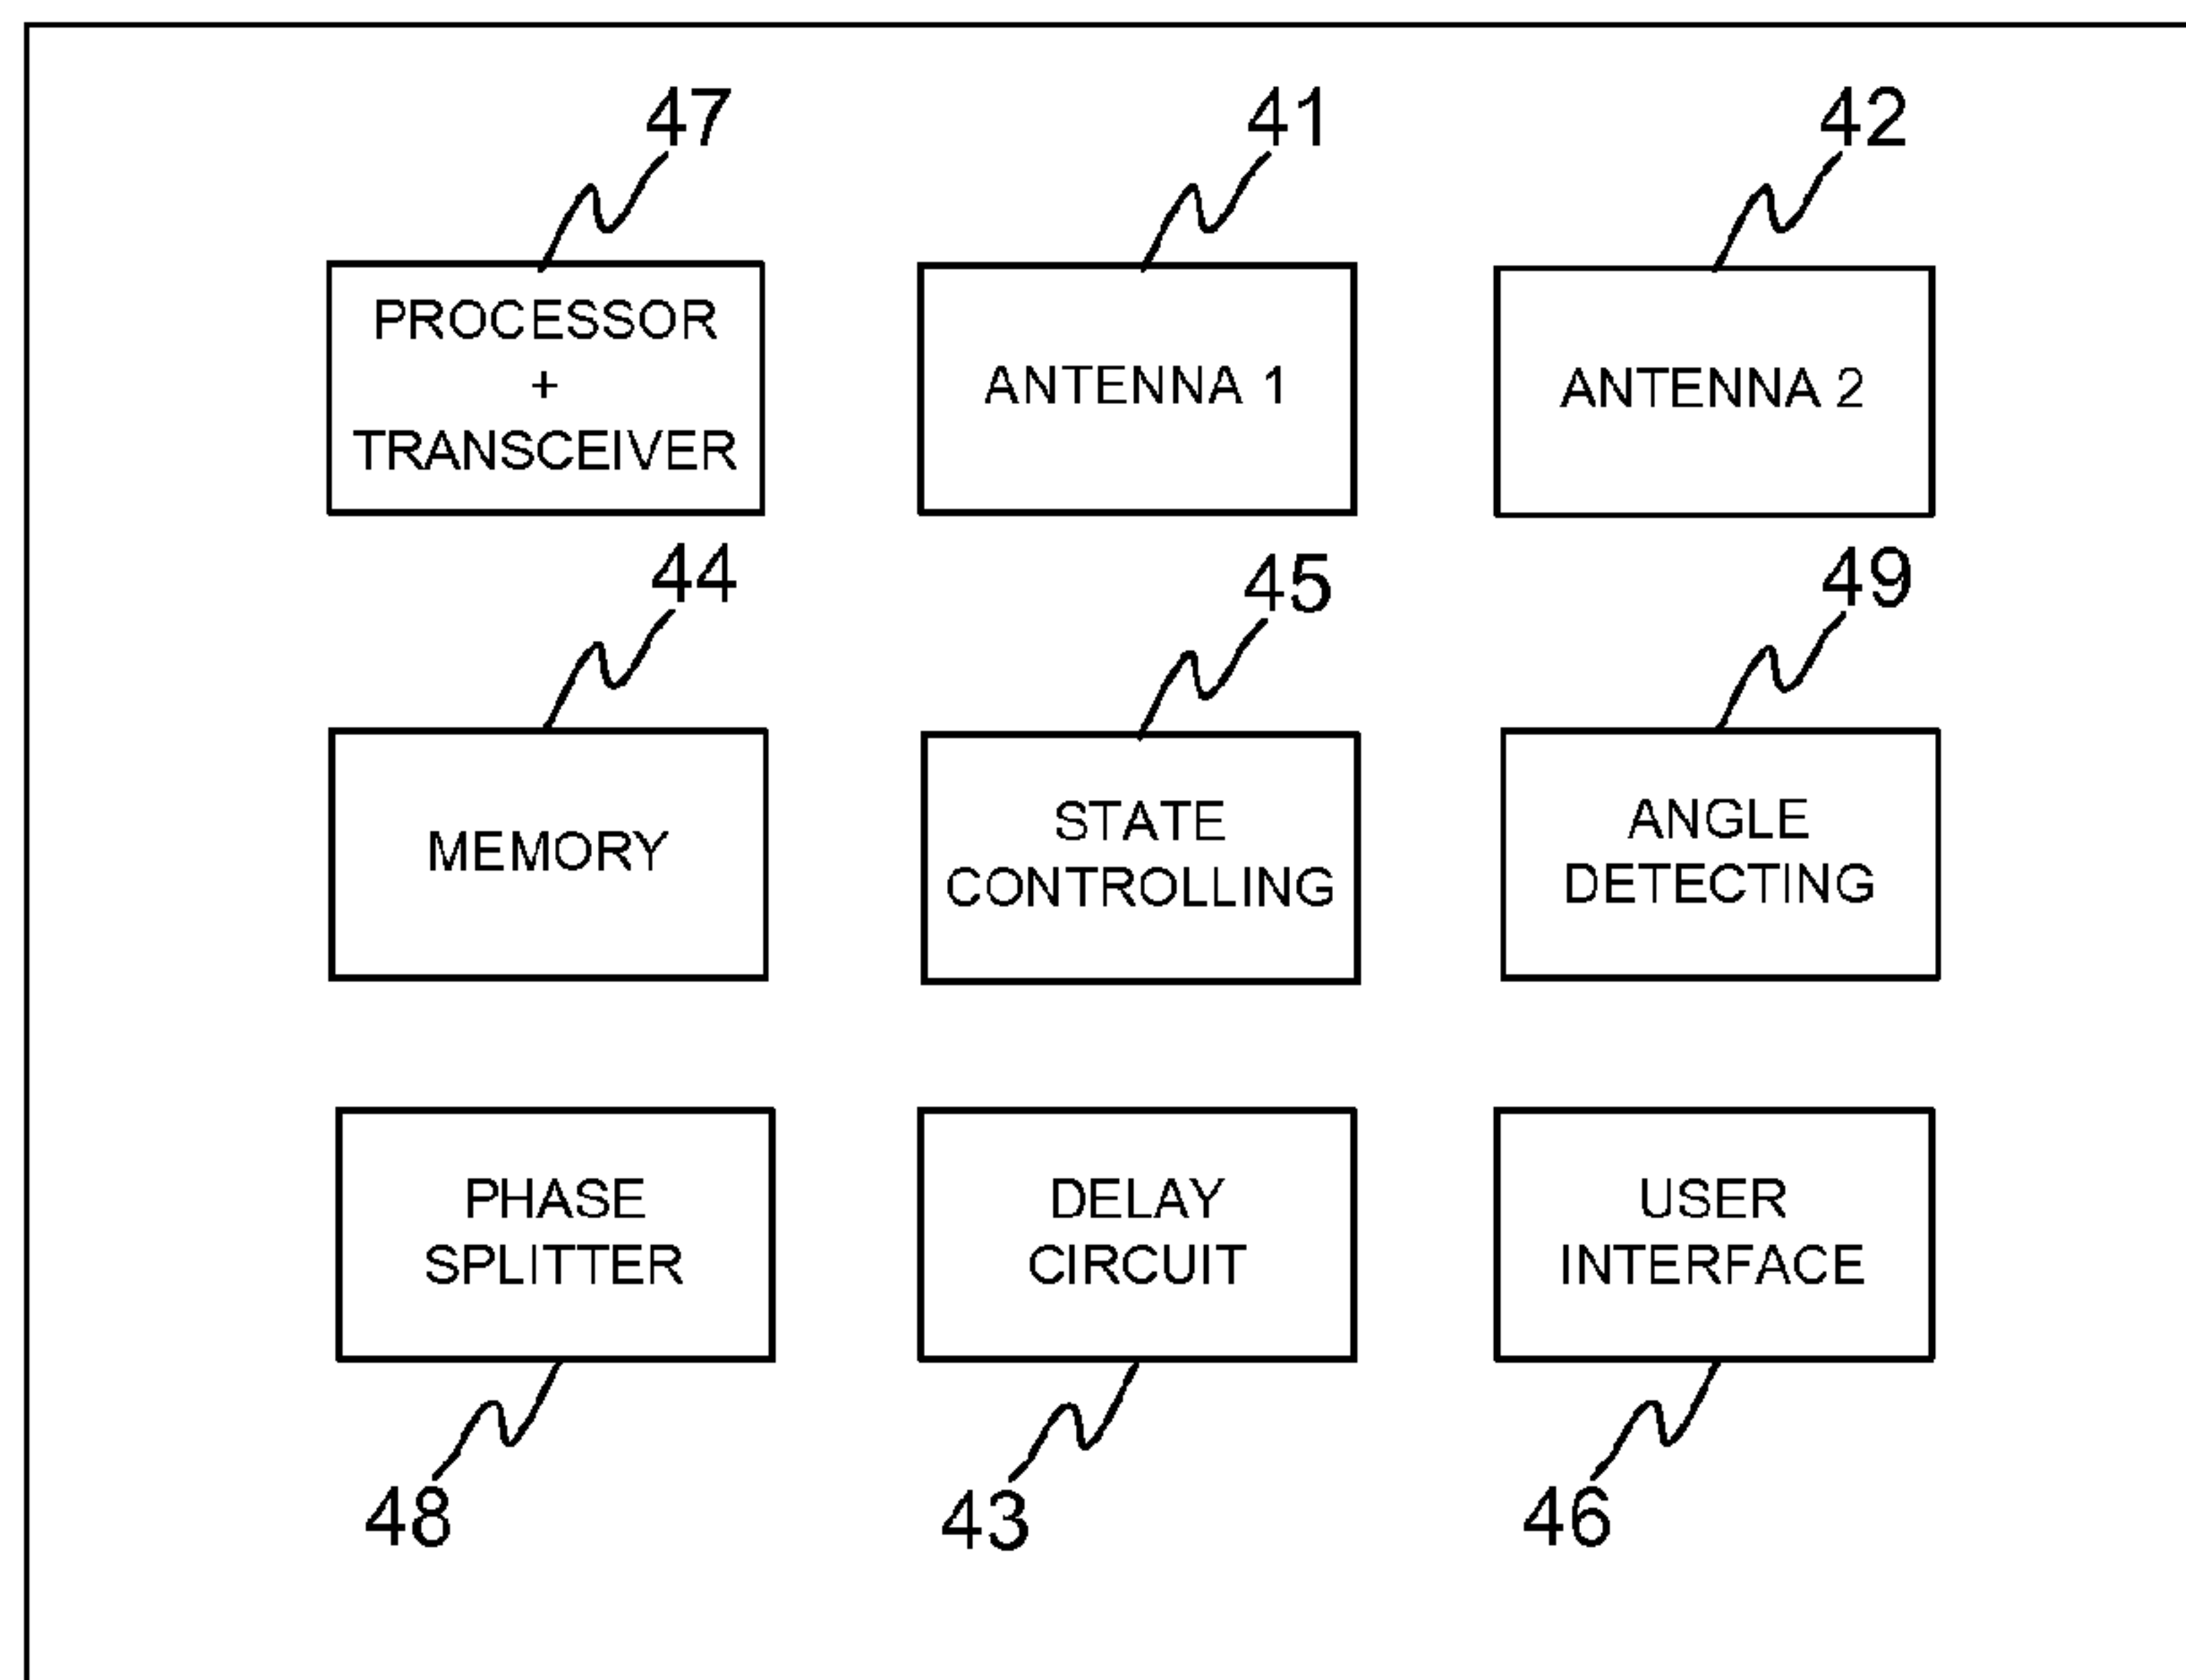 47
41
42
PROCESSOR
+
TRANSCEIVER
ANTENNA 1
ANTENNA 2
44
45
49
MEMORY
STATE
CONTROLLING
ANGLE
DETECTING
PHASE
SPLITTER
DELAY
CIRCUIT
USER
INTERFACE
48
43
46